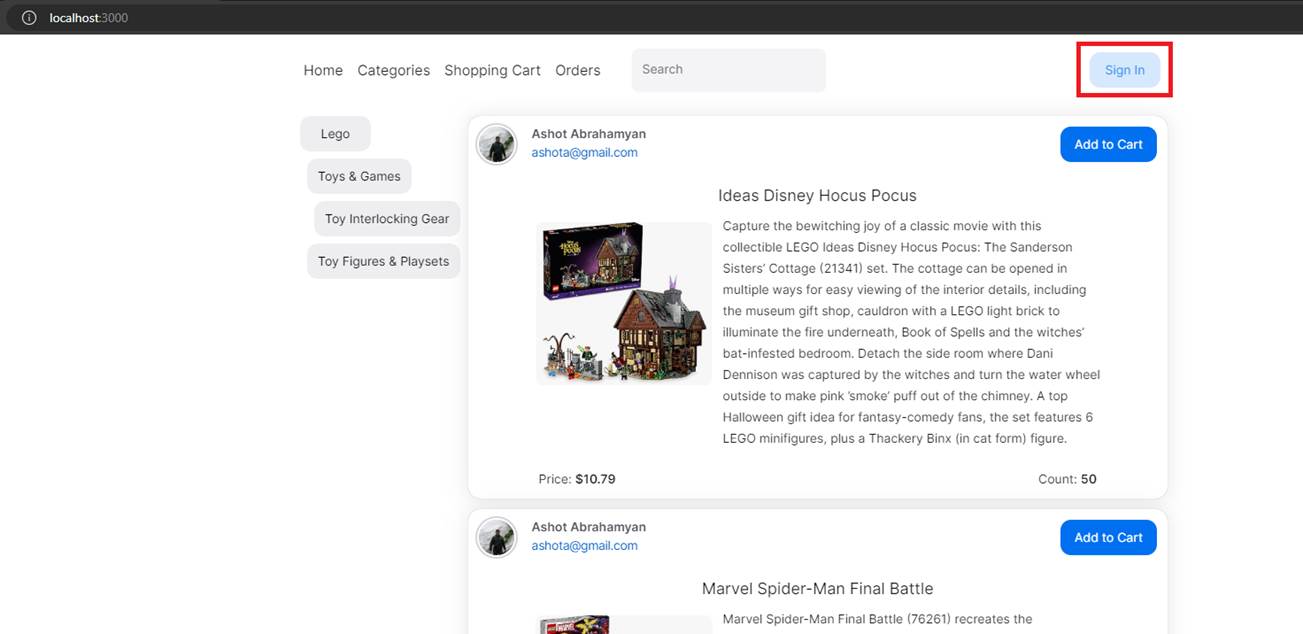 localhost:3000
Home Categories Shopping Cart Orders Search Sign In
Lego
Toys & Games
Toy Interlocking Gear
Toy Figures & Playsets
Ashot Abrahamyan
ashota@gmail.com
Add to Cart
Ideas Disney Hocus Pocus
Capture the bewitching joy of a classic movie with this
collectible LEGO Ideas Disney Hocus Pocus: The Sanderson
Sisters’ Cottage (21341) set. The cottage can be opened in
multiple ways for easy viewing of the interior details, including
the museum gift shop, cauldron with a LEGO light brick to
illuminate the fire underneath, Book of Spells and the witches’
bat-infested bedroom. Detach the side room where Dani
Dennison was captured by the witches and turn the water wheel
outside to make pink ‘smoke’ puff out of the chimney. A top
Halloween gift idea for fantasy-comedy fans, the set features 6
LEGO minifigures, plus a Thackery Binx (in cat form) figure.
Price: $10.79 Count: 50
Ashot Abrahamyan
ashota@gmail.com
Add to Cart
Marvel Spider-Man Final Battle
Marvel Spider-Man Final Battle (76261) recreates the